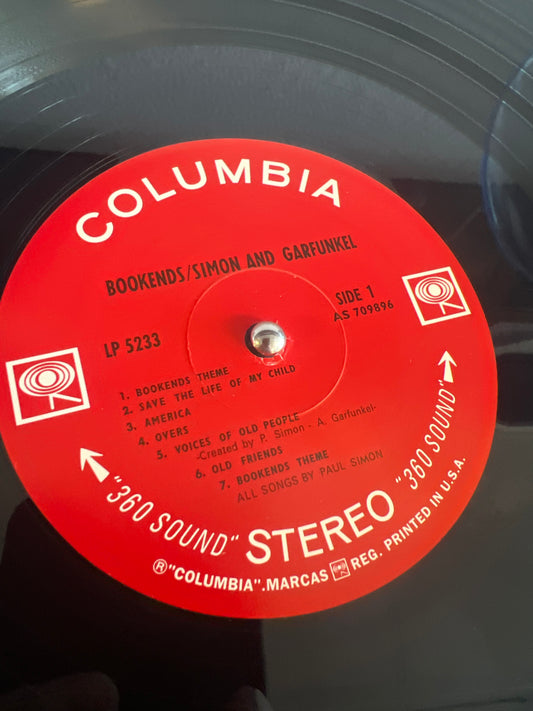 COLUMBIA
BOOKENDS/SIMON AND GARFUNKEL
LP 5233
SIDE 1
AS 709896
1. BOOKENDS THEME
2. SAVE THE LIFE OF MY CHILD
3. AMERICA
4. OVERS
5. VOICES OF OLD PEOPLE
-Created by P. Simon - A. Garfunkel-
6. OLD FRIENDS
7. BOOKENDS THEME
ALL SONGS BY PAUL SIMON
"360 SOUND" STEREO "360 SOUND"
® "COLUMBIA". MARCAS REG. PRINTED IN U.S.A.